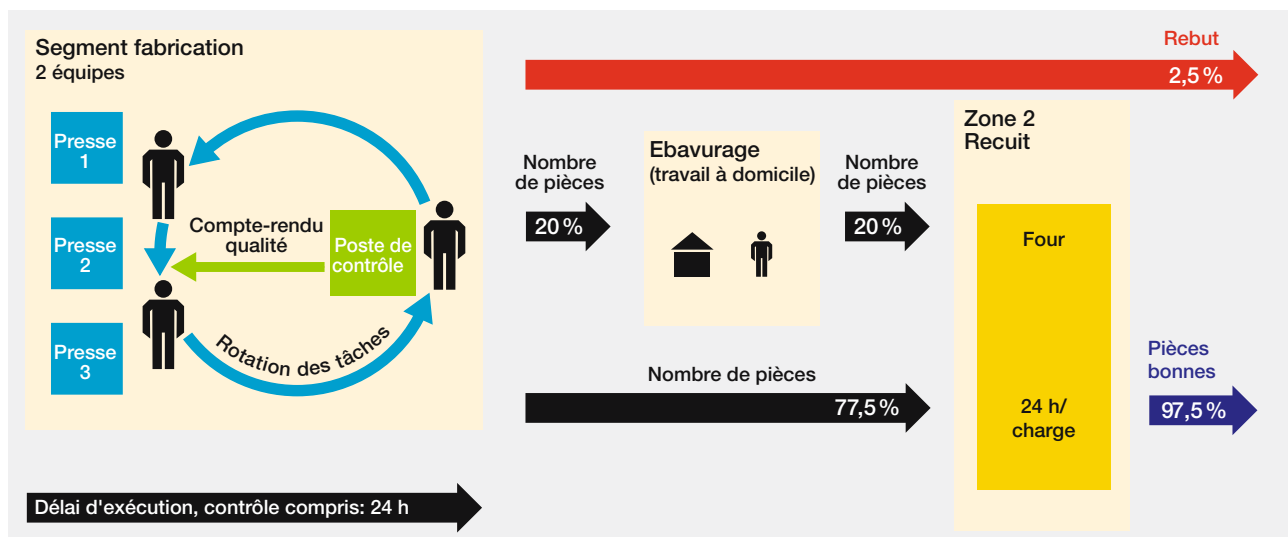 Segment fabrication
2 équipes
Presse
1
Presse
2
Presse
3
Compte-rendu
qualité
Poste de
contrôle
Rotation des tâches
Délai d'exécution, contrôle compris: 24 h
Rebut
2,5 %
Nombre
de pièces
20 %
Ebavurage
(travail à domicile)
Nombre
de pièces
20 %
Nombre de pièces
77,5 %
Zone 2
Recuit
Four
24 h/
charge
Pièces
bonnes
97,5 %